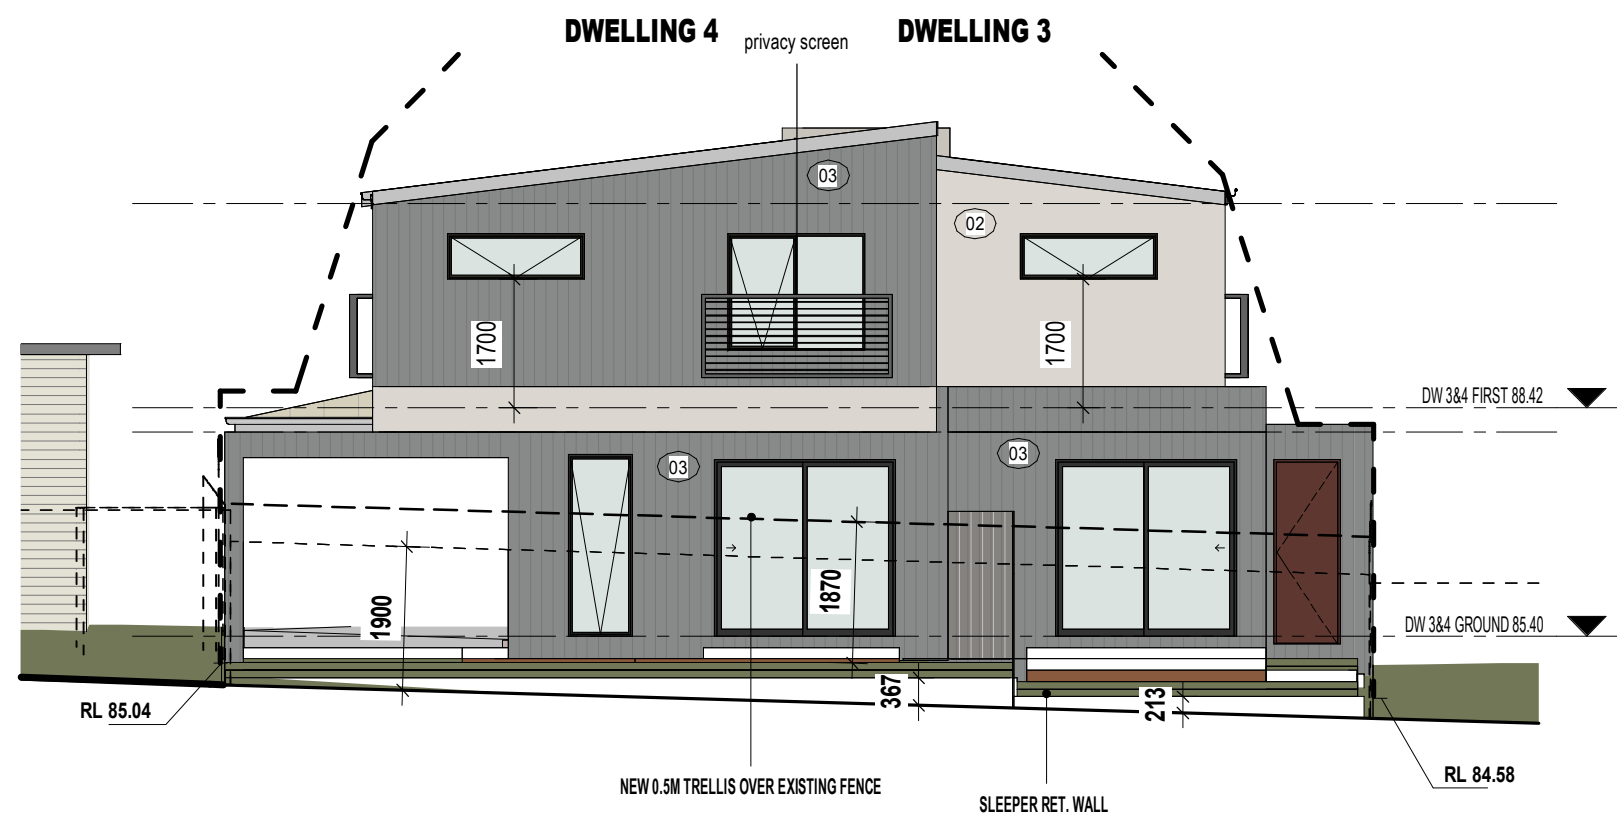 DWELLING 4
privacy screen
DWELLING 3
03
02
1700
1700
DW 3&4 FIRST 88.42
03
03
1900
1870
DW 3&4 GROUND 85.40
367
213
RL 85.04
NEW 0.5M TRELLIS OVER EXISTING FENCE
SLEEPER RET. WALL
RL 84.58